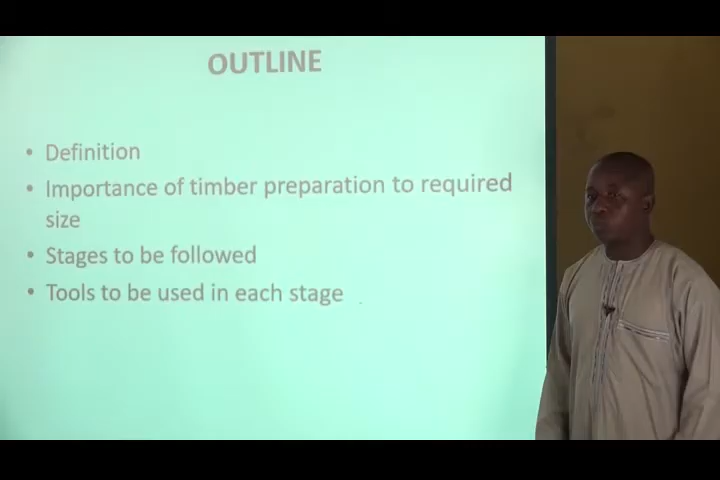 OUTLINE
• Definition
• Importance of timber preparation to required
size
• Stages to be followed
• Tools to be used in each stage